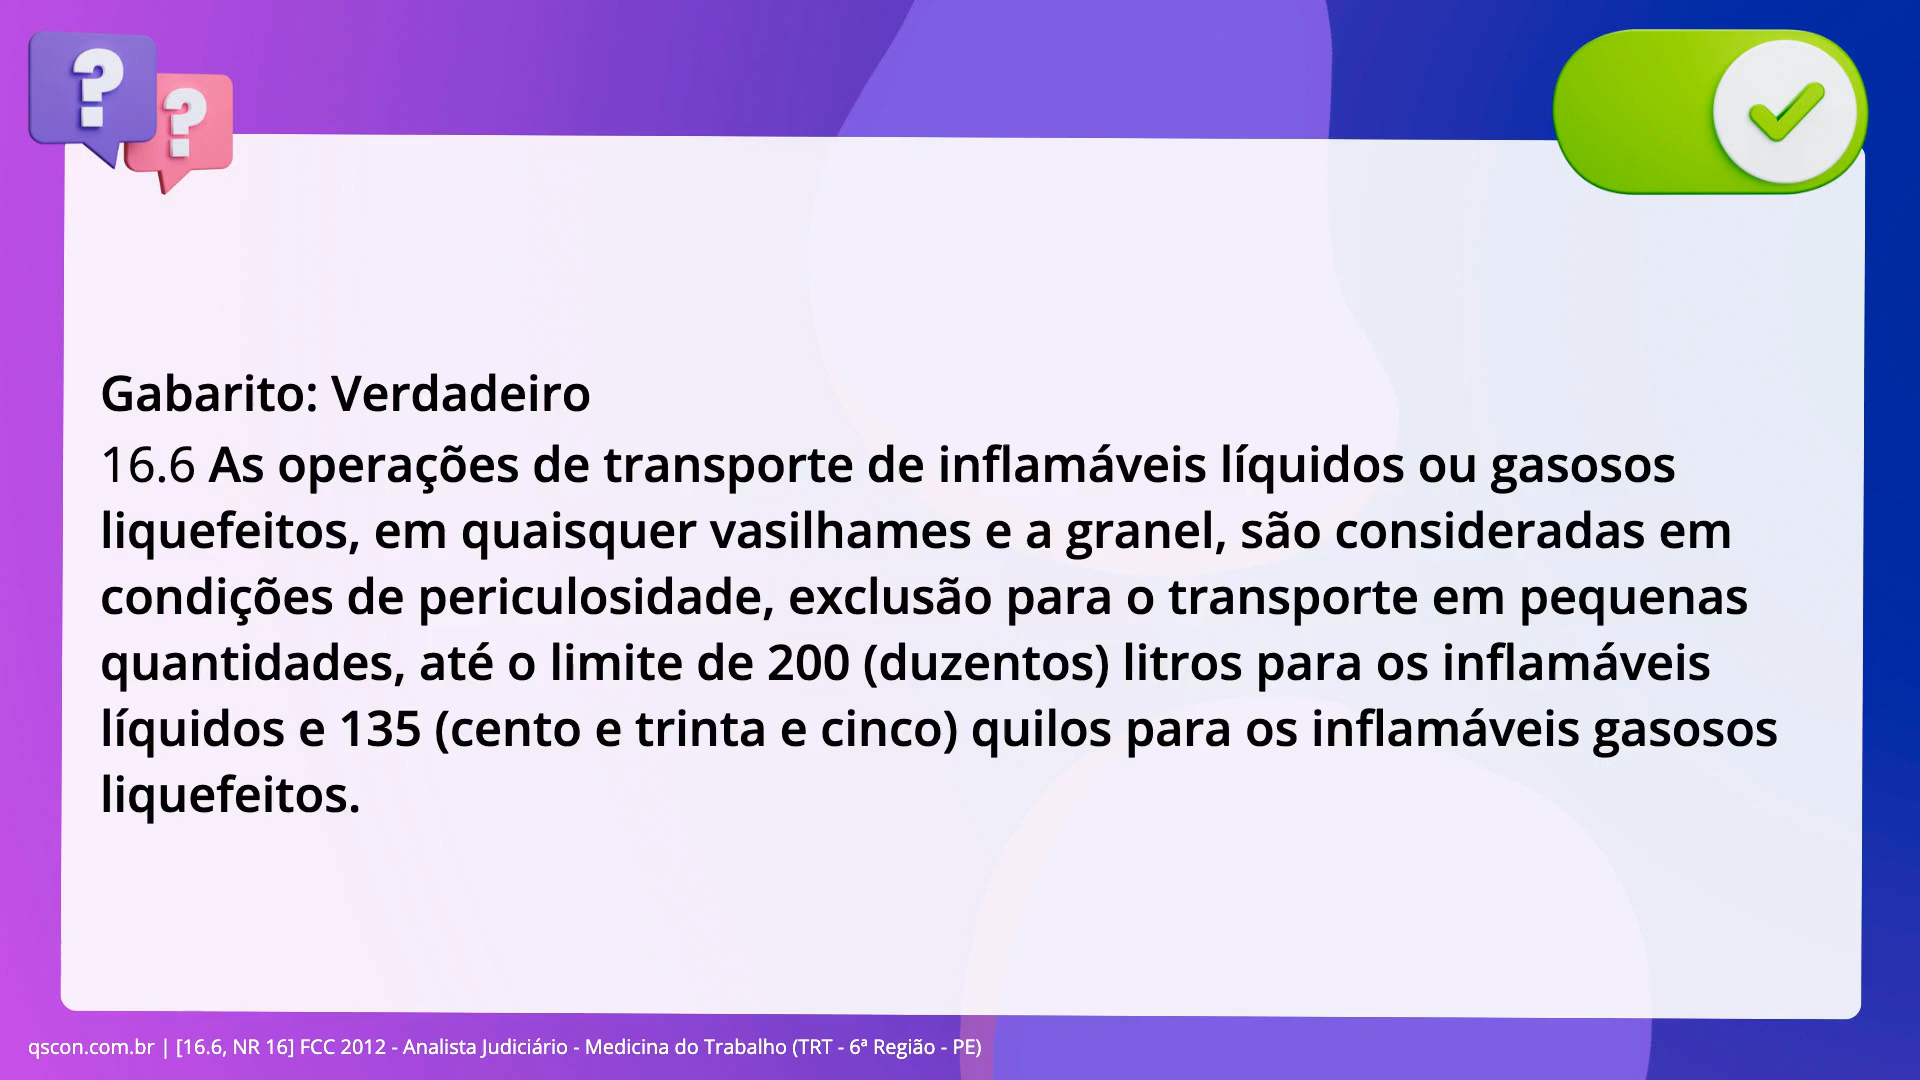 Gabarito: Verdadeiro
16.6 As operações de transporte de inflamáveis líquidos ou gasosos
liquefeitos, em quaisquer vasilhames e a granel, são consideradas em
condições de periculosidade, exclusão para o transporte em pequenas
quantidades, até o limite de 200 (duzentos) litros para os inflamáveis
líquidos e 135 (cento e trinta e cinco) quilos para os inflamáveis gasosos
liquefeitos.
qscon.com.br | [16.6, NR 16] FCC 2012 - Analista Judiciário - Medicina do Trabalho (TRT - 6ª Região - PE)